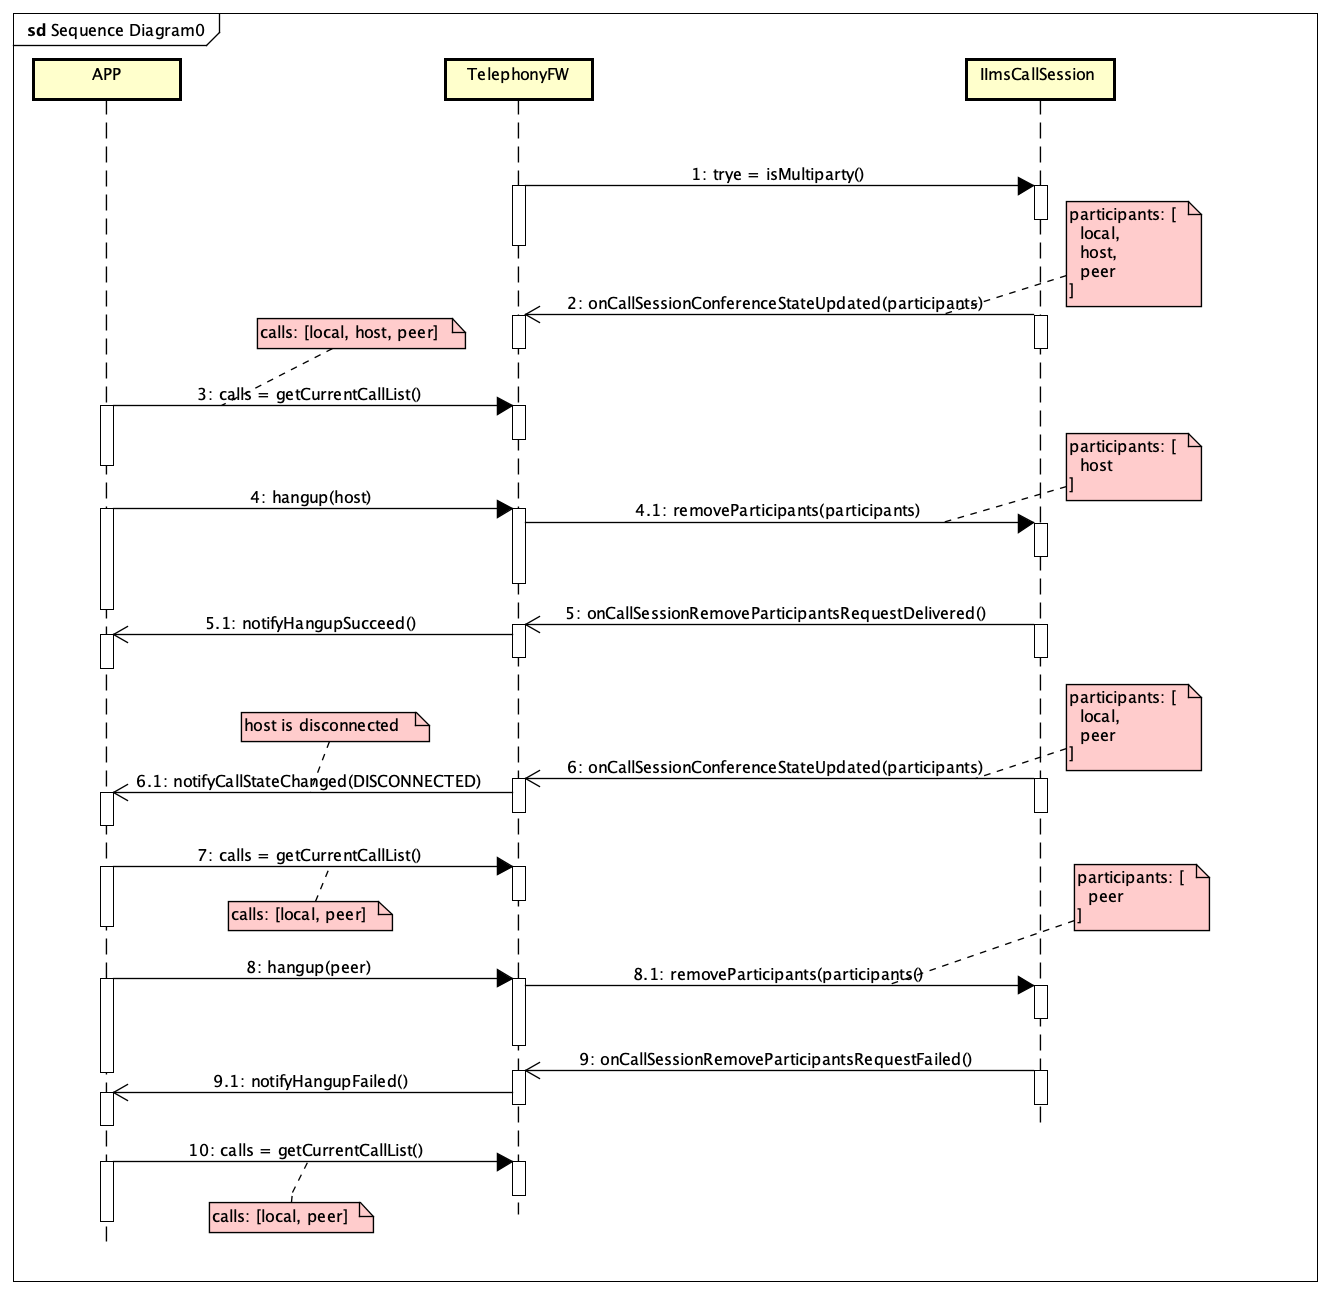 sd Sequence Diagram0
APP
TelephonyFW
IImsCallSession
1: trye = isMultiparty()
participants: [
local,
host,
peer
]
2: onCallSessionConferenceStateUpdated(participants)
calls: [local, host, peer]
3: calls = getCurrentCallList()
participants: [
host
]
4: hangup(host)
4.1: removeParticipants(participants)
5: onCallSessionRemoveParticipantsRequestDelivered()
5.1: notifyHangupSucceed()
participants: [
local,
peer
]
host is disconnected
6: onCallSessionConferenceStateUpdated(participants)
6.1: notifyCallStateChanged(DISCONNECTED)
7: calls = getCurrentCallList()
participants: [
peer
]
calls: [local, peer]
8: hangup(peer)
8.1: removeParticipants(participants()
9: onCallSessionRemoveParticipantsRequestFailed()
9.1: notifyHangupFailed()
10: calls = getCurrentCallList()
calls: [local, peer]